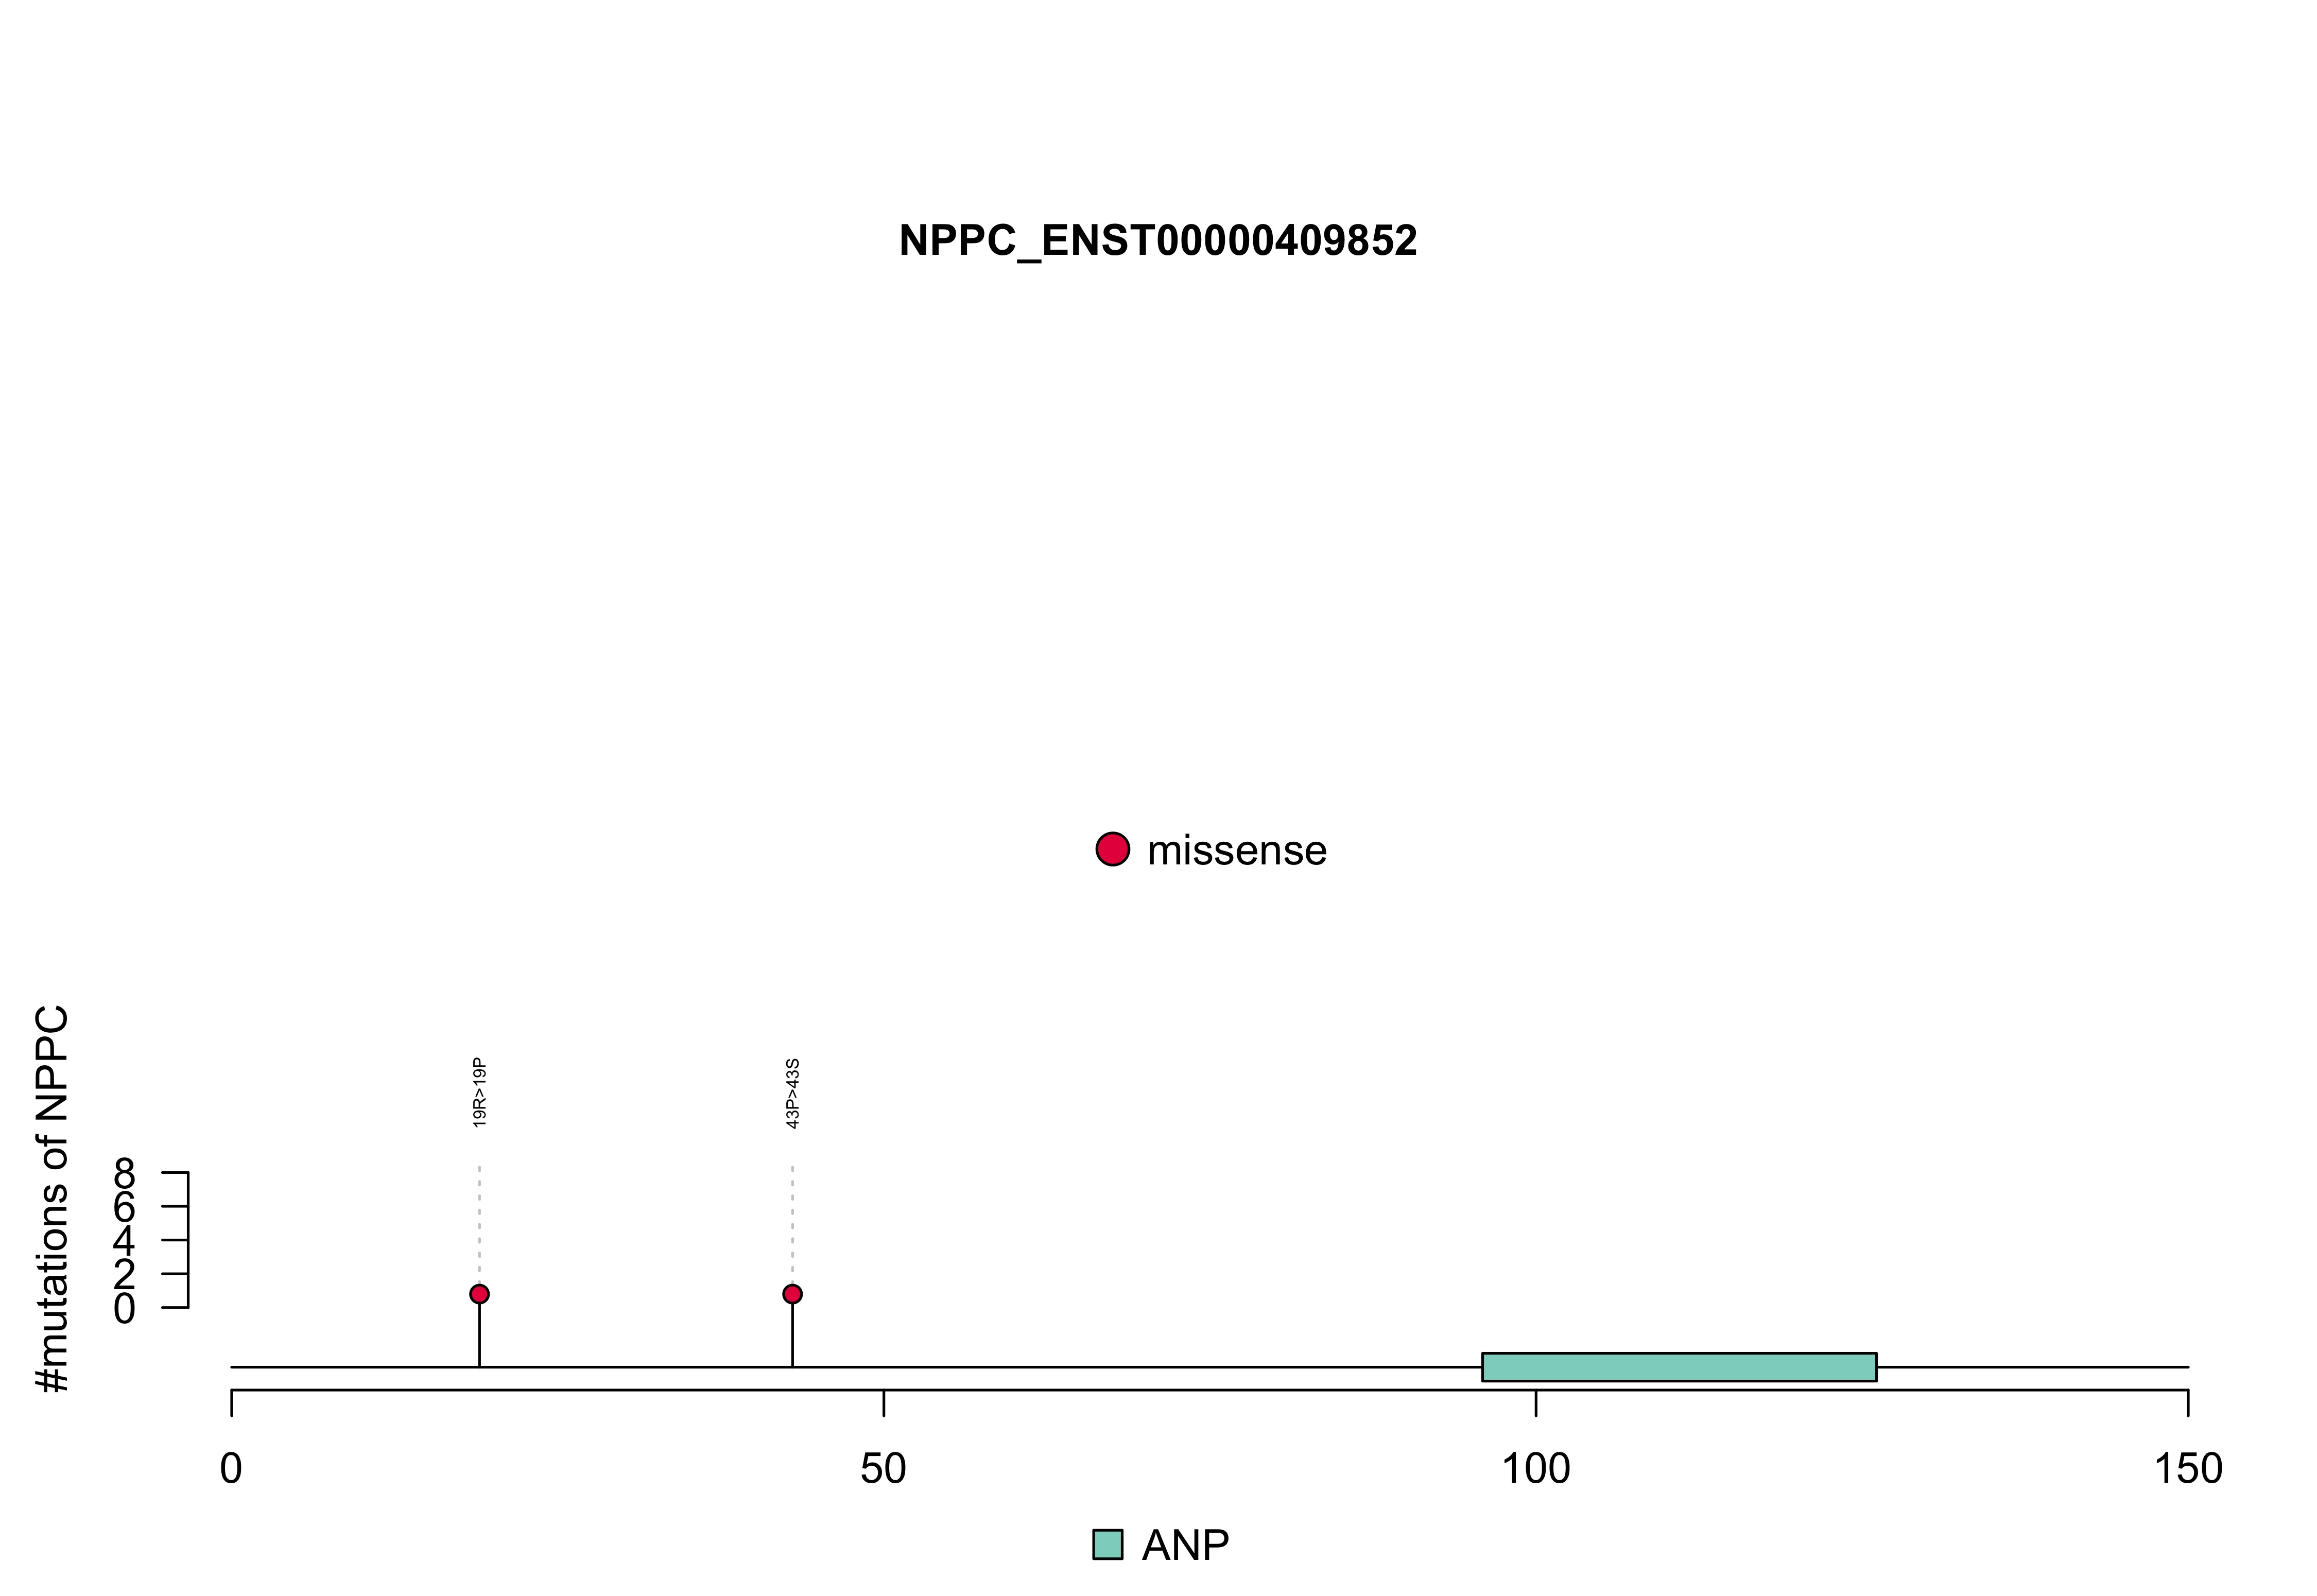 NPPC_ENST00000409852
missense
#mutations of NPPC
19R>19P
43P>43S
8
6
4
2
0
0 50 100 150
ANP